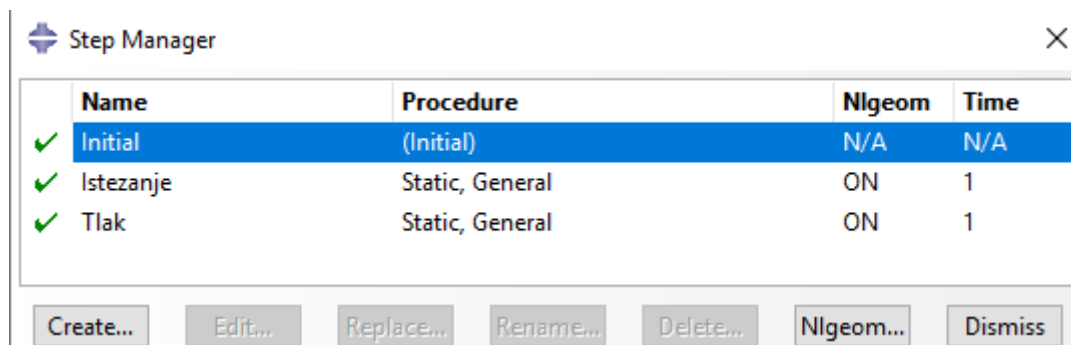 Step Manager
Name Procedure Nlgeom Time
Initial (Initial) N/A N/A
Istezanje Static, General ON 1
Tlak Static, General ON 1
Create... Edit... Replace... Rename... Delete... Nlgeom... Dismiss